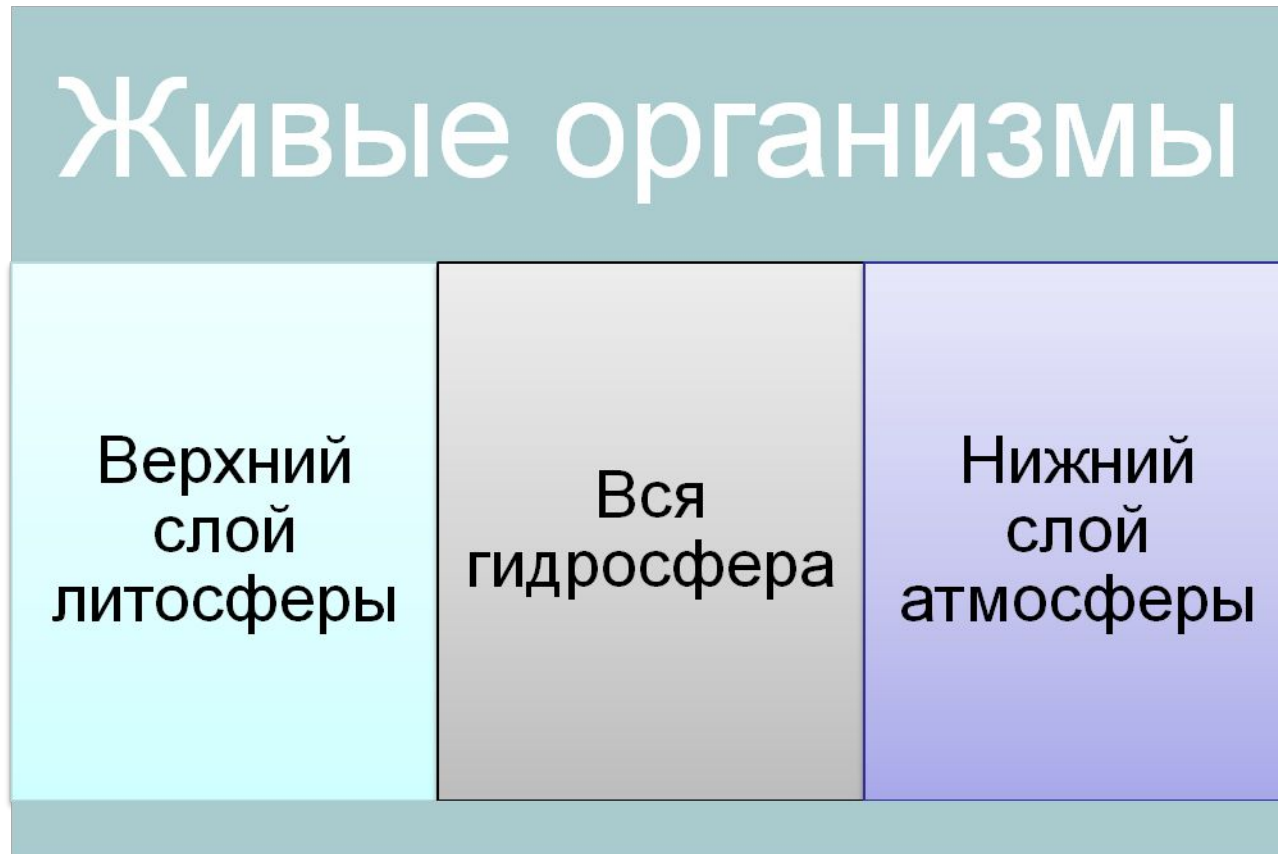 Живые организмы
Верхний
слой
литосферы
Вся
гидросфера
Нижний
слой
атмосферы